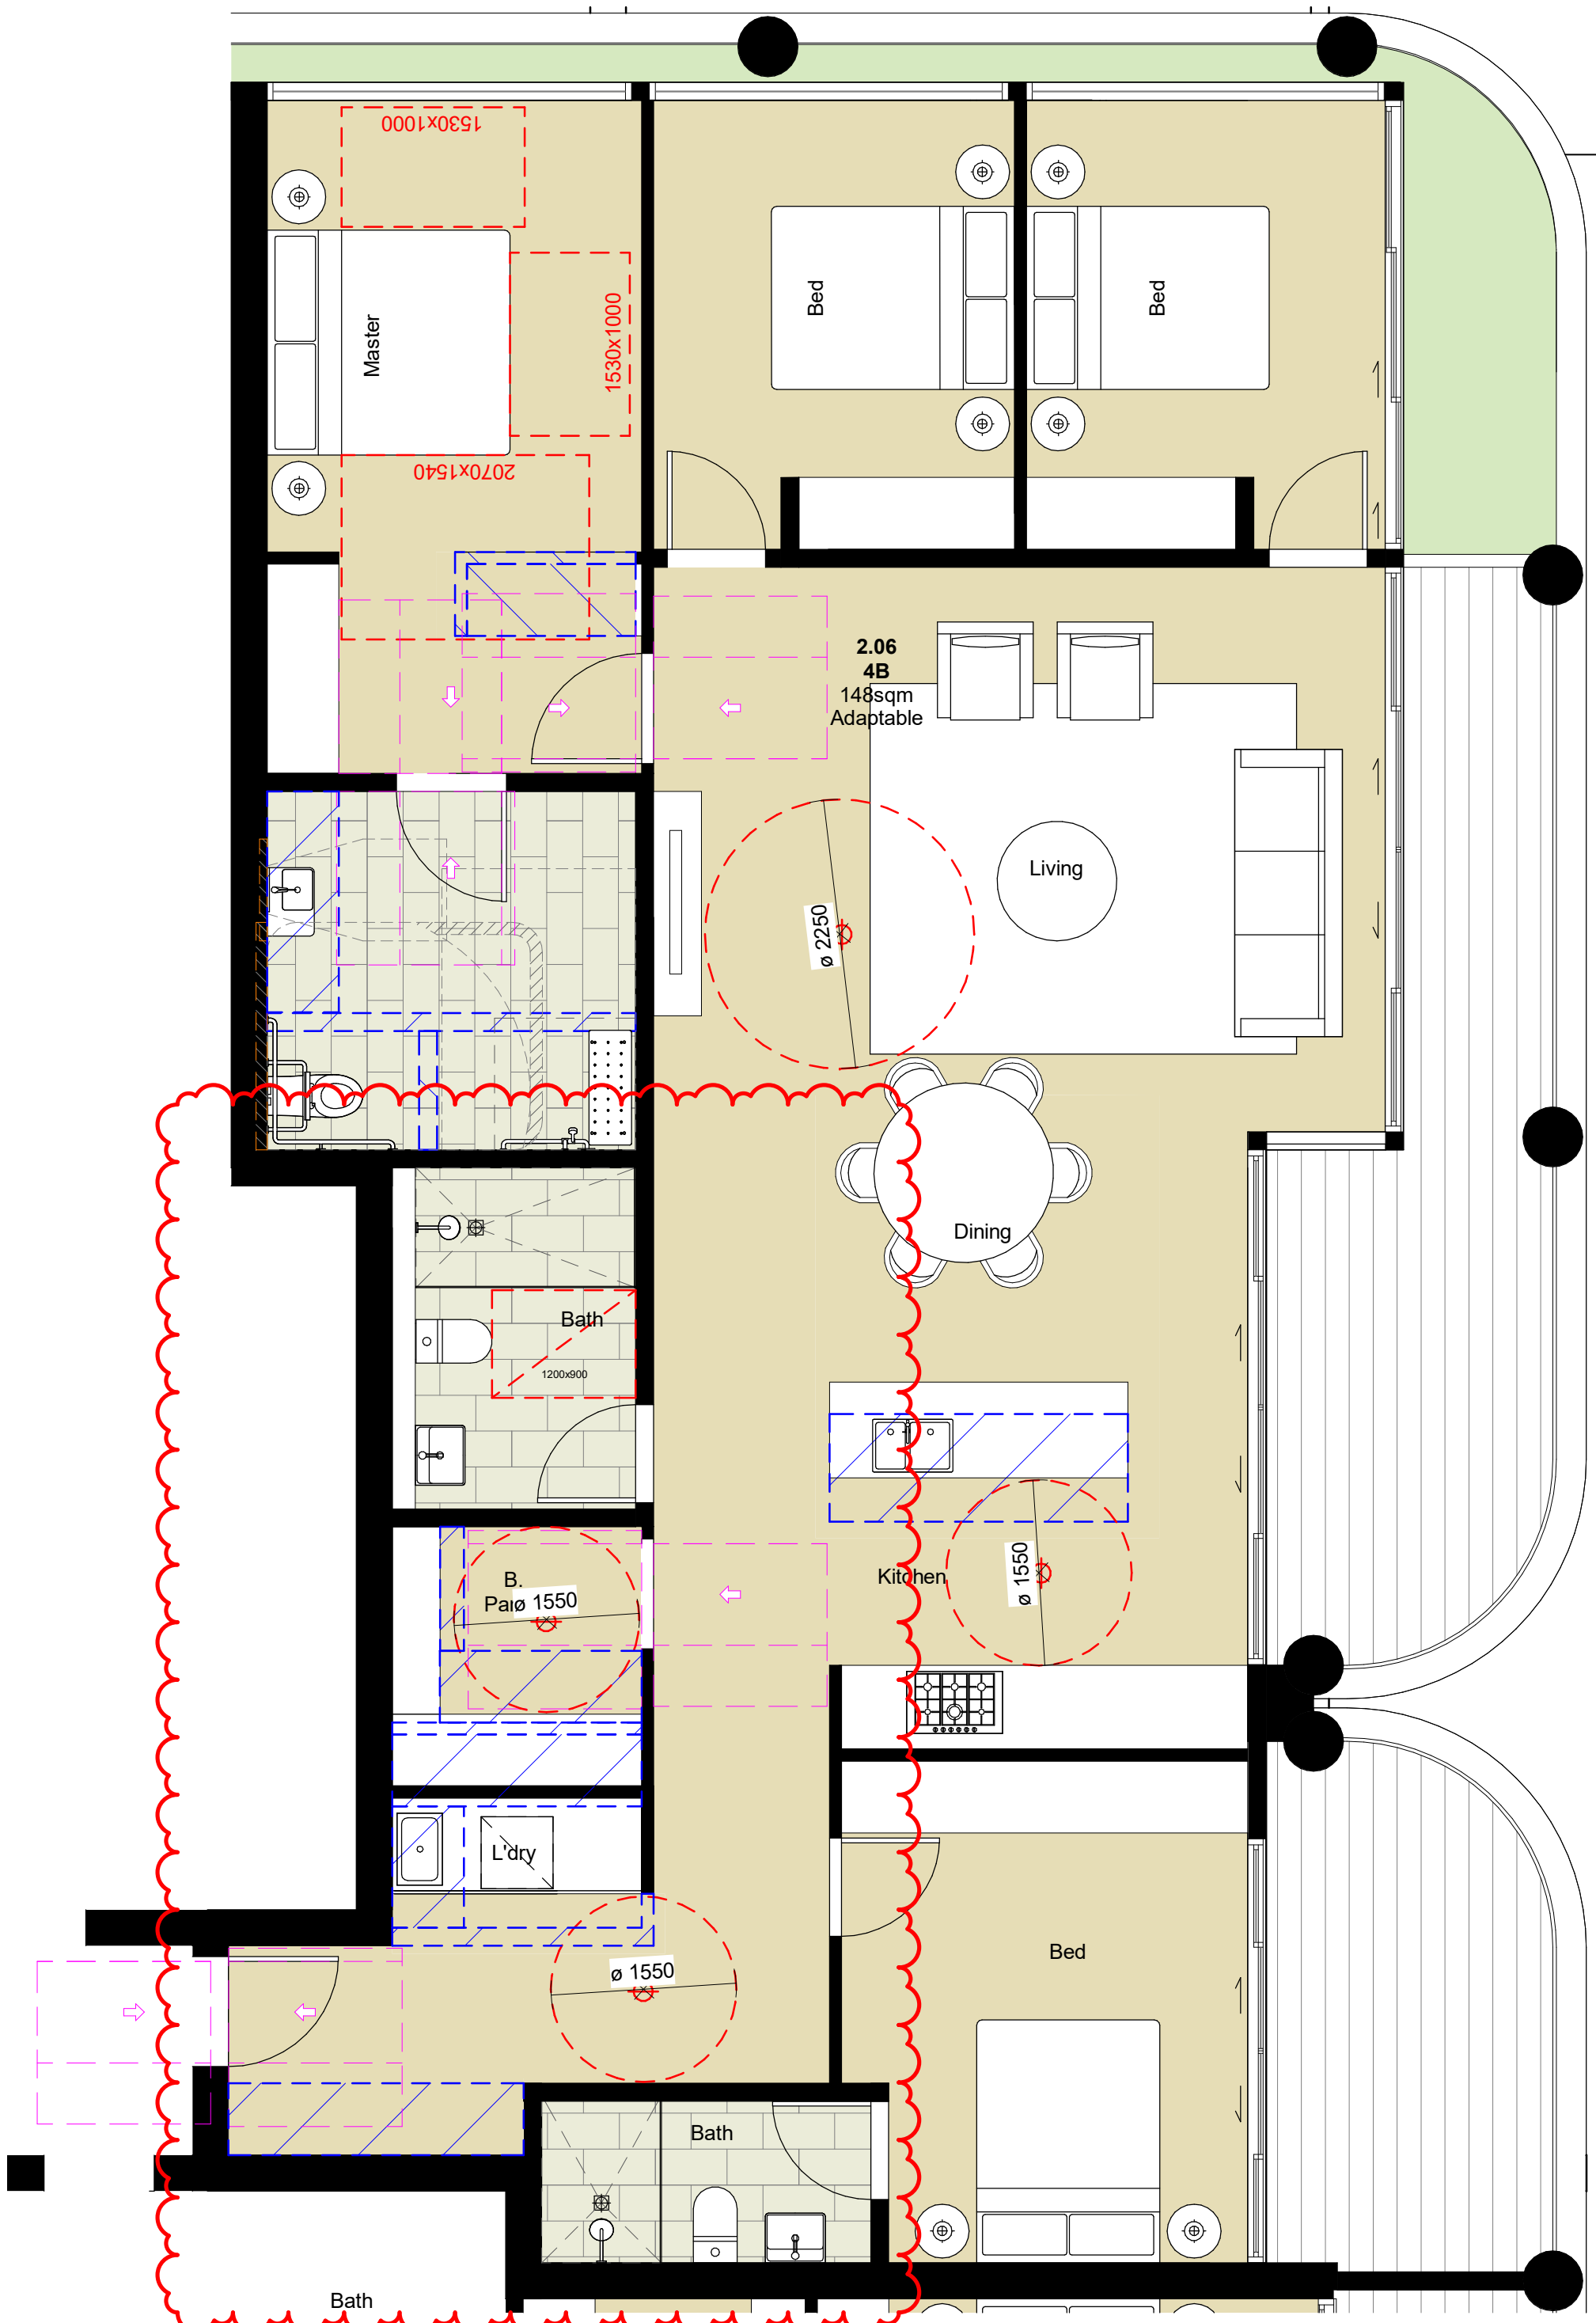 1530x1000
Master
1530x1000
2070x1540
Bed
Bed
2.06
4B
148sqm
Adaptable
Living
ø 2250
Dining
Bath
1200x900
B.
ø 1550
Kitchen
ø 1550
L'dry
ø 1550
Bed
Bath
Bath